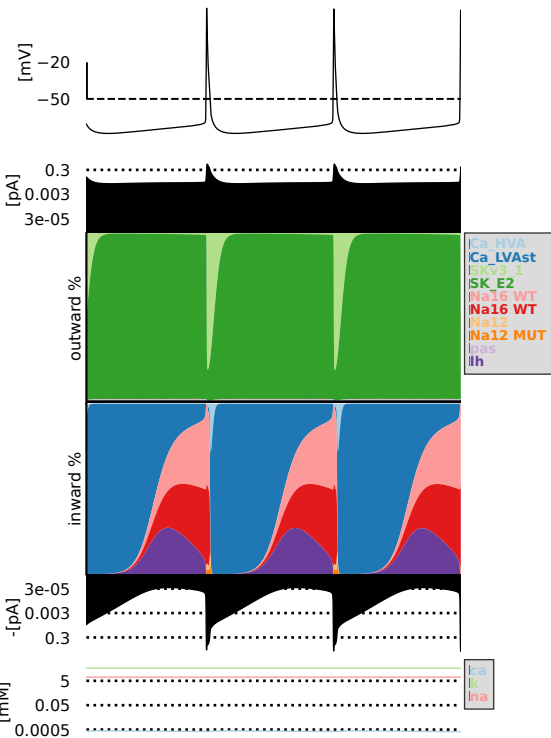 [mV]
−20
−50
[pA]
0.3
0.003
3e-05
outward %
Ca_HVA
Ca_LVAst
SKv3_1
SK_E2
Na16 WT
Na16 WT
Na12
Na12 MUT
pas
Ih
inward %
-[pA]
3e-05
0.003
0.3
[mM]
5
0.05
0.0005
ca
k
na